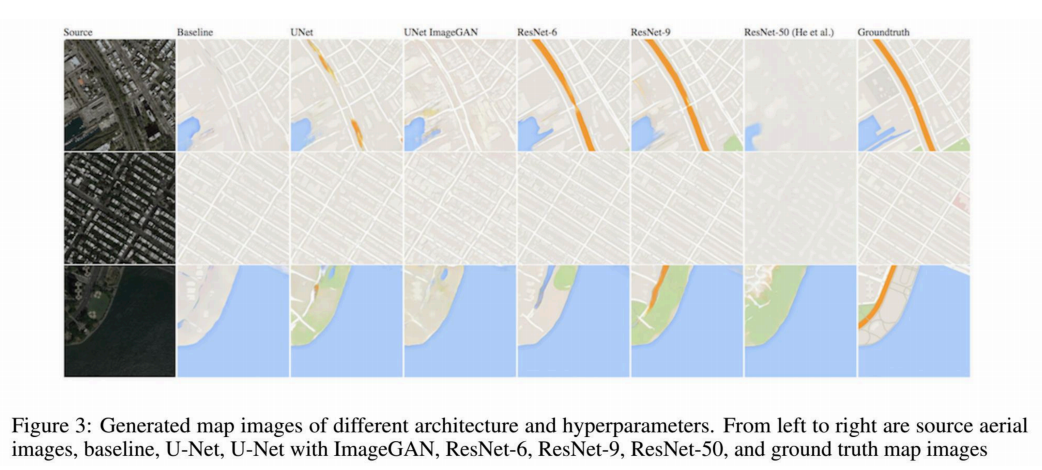 Source Baseline UNet UNet ImageGAN ResNet-6 ResNet-9 ResNet-50 (He et al.) Groundtruth
Figure 3: Generated map images of different architecture and hyperparameters. From left to right are source aerial
images, baseline, U-Net, U-Net with ImageGAN, ResNet-6, ResNet-9, ResNet-50, and ground truth map images